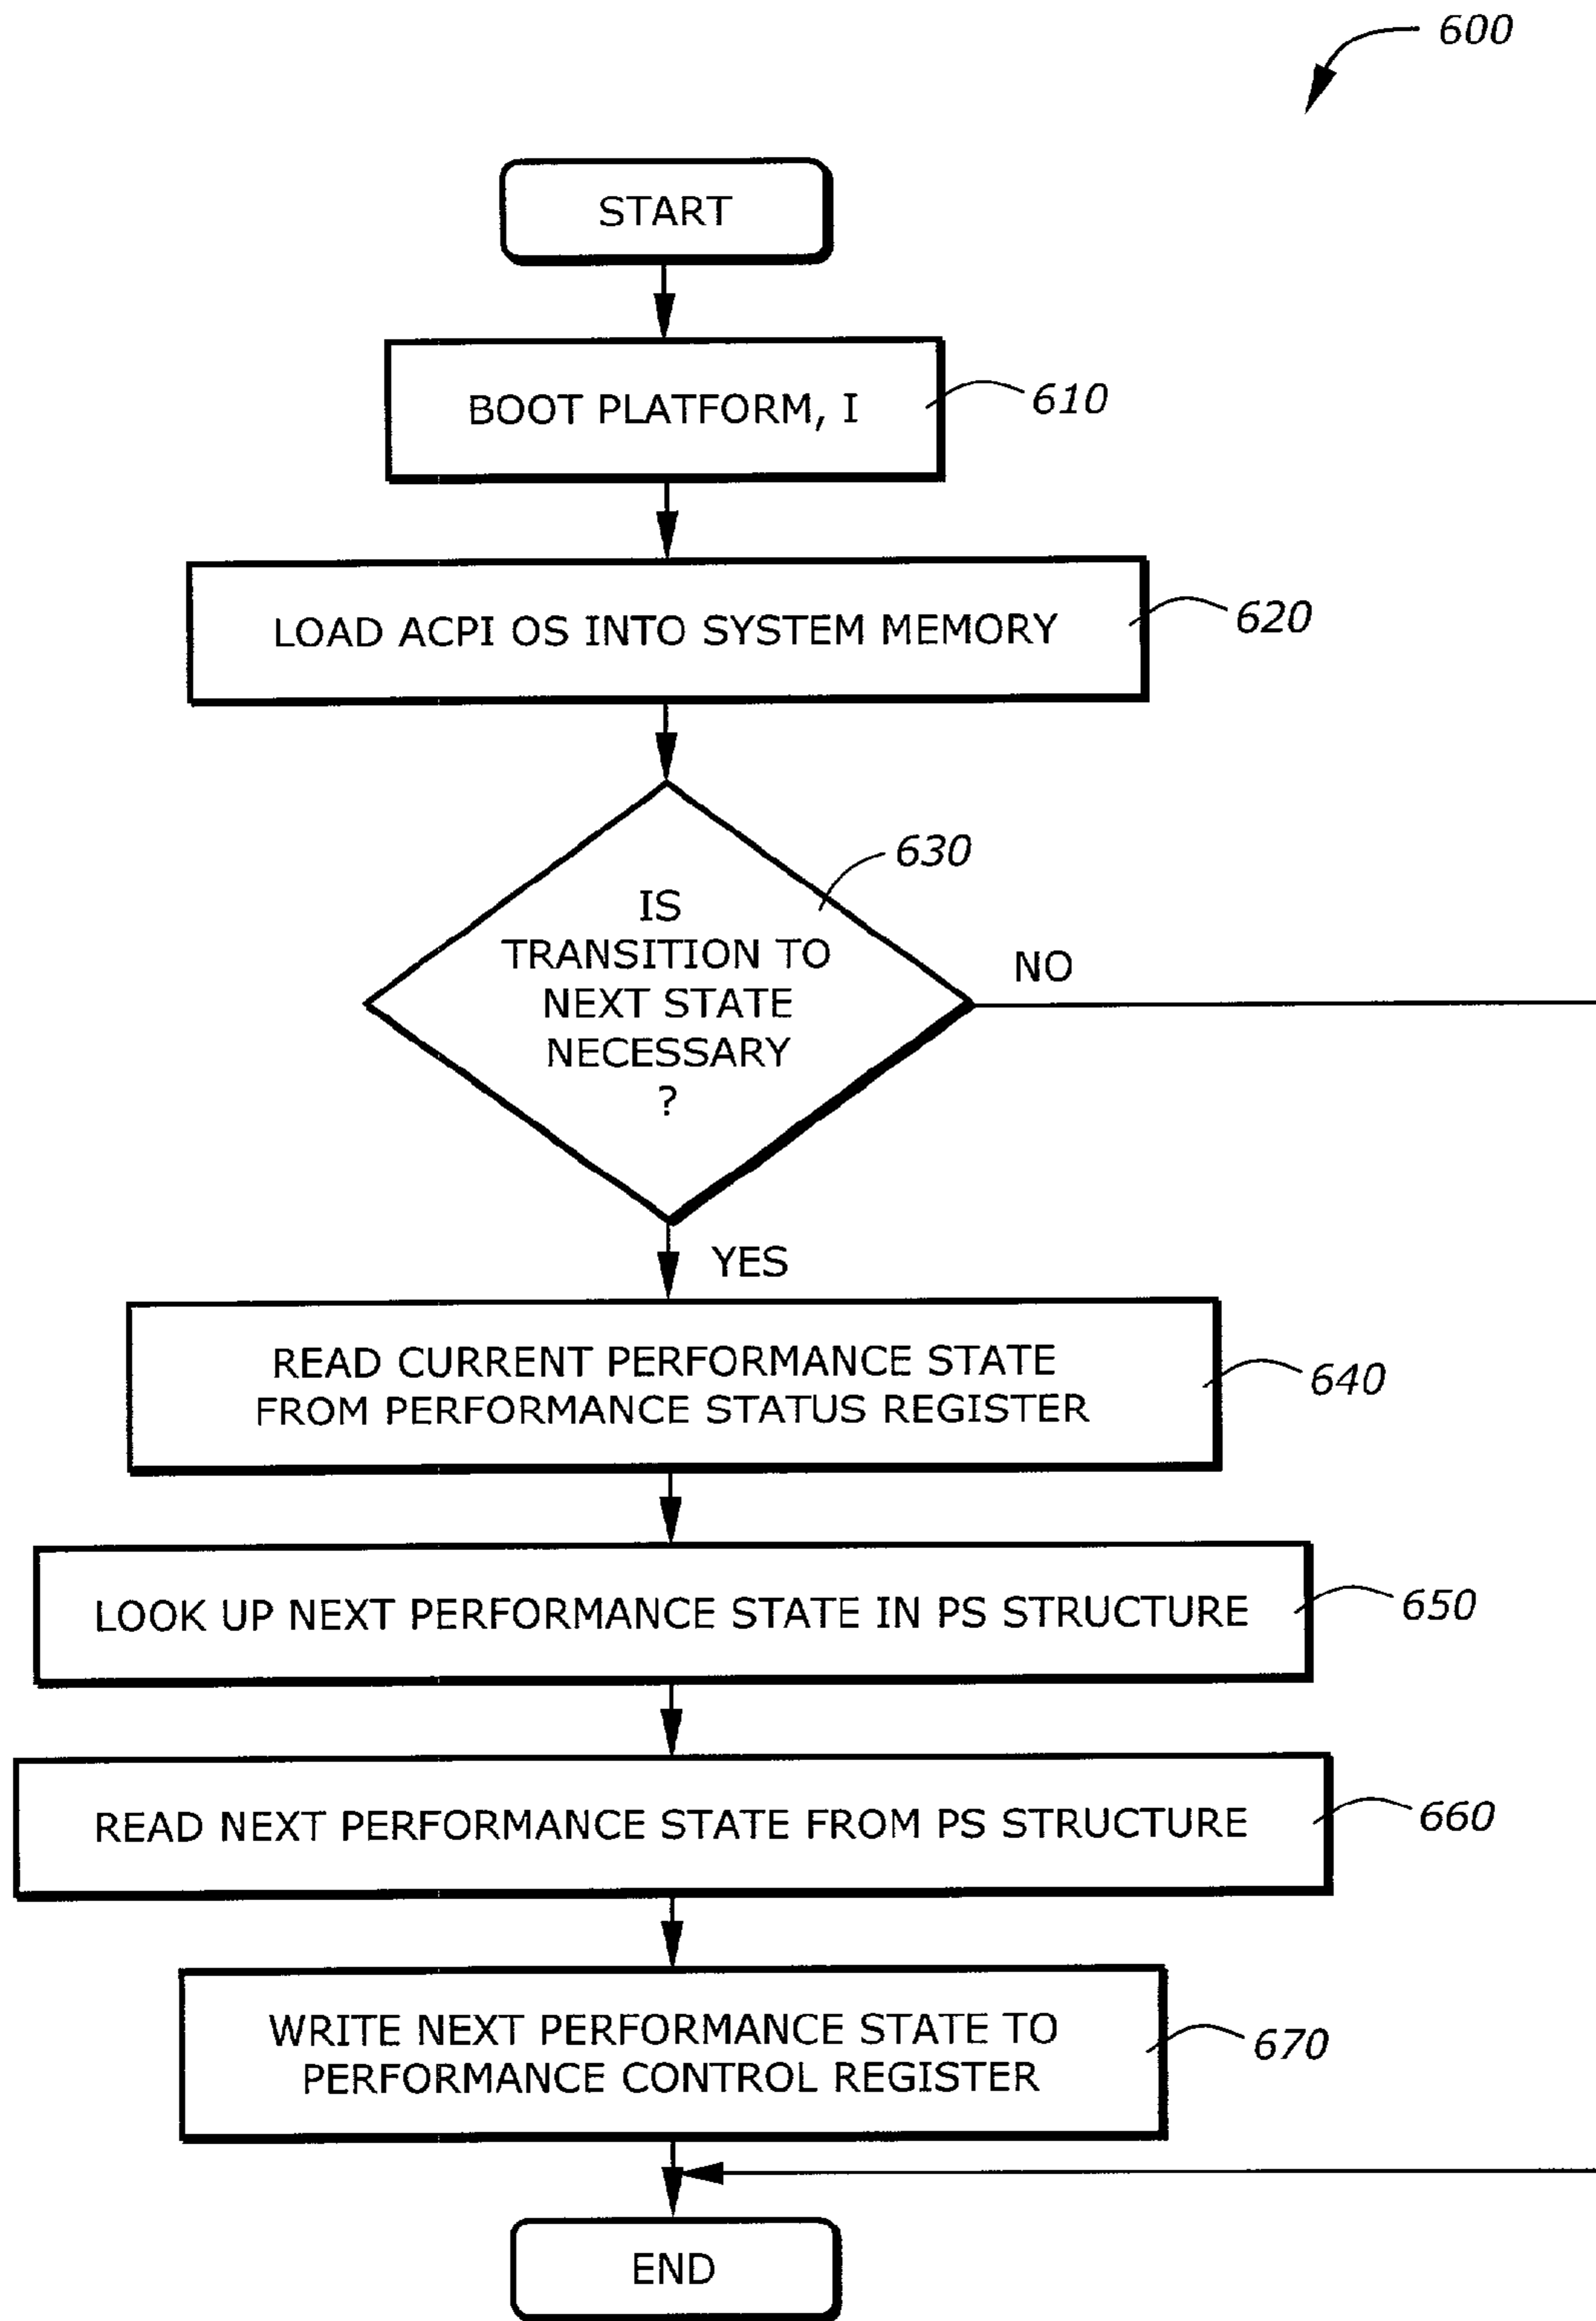 600
START
BOOT PLATFORM, I
610
LOAD ACPI OS INTO SYSTEM MEMORY
620
630
IS
TRANSITION TO
NEXT STATE
NECESSARY
?
NO
YES
READ CURRENT PERFORMANCE STATE
FROM PERFORMANCE STATUS REGISTER
640
LOOK UP NEXT PERFORMANCE STATE IN PS STRUCTURE
650
READ NEXT PERFORMANCE STATE FROM PS STRUCTURE
660
WRITE NEXT PERFORMANCE STATE TO
PERFORMANCE CONTROL REGISTER
670
END